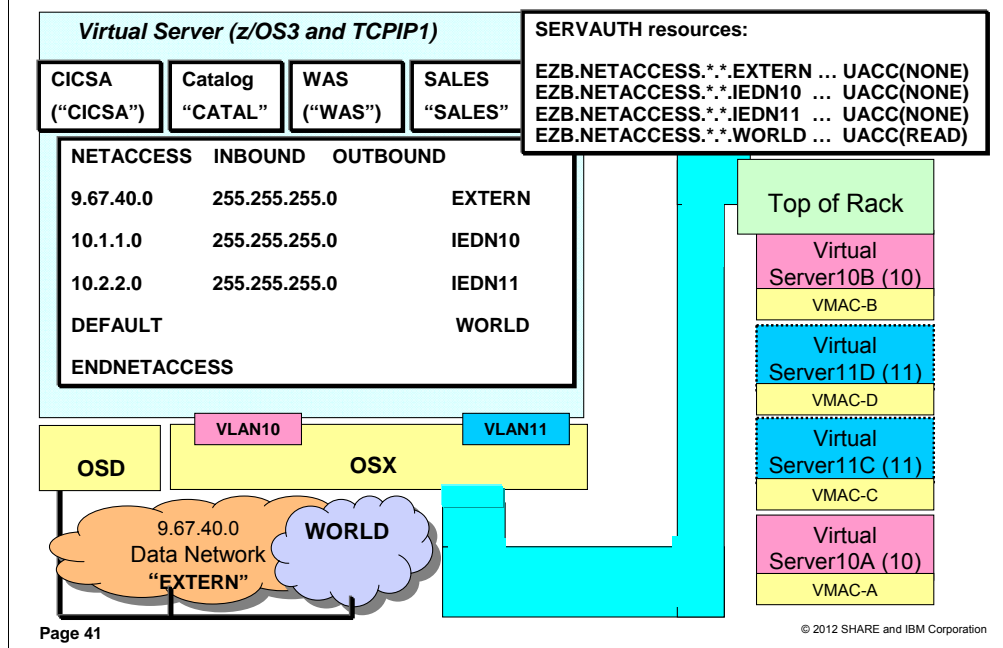 Virtual Server (z/OS3 and TCPIP1)
SERVAUTH resources:
EZB.NETACCESS.*.*.EXTERN … UACC(NONE)
EZB.NETACCESS.*.*.IEDN10 … UACC(NONE)
EZB.NETACCESS.*.*.IEDN11 … UACC(NONE)
EZB.NETACCESS.*.*.WORLD … UACC(READ)
CICSA
("CICSA")
Catalog
"CATAL"
WAS
("WAS")
SALES
"SALES"
NETACCESS INBOUND OUTBOUND
9.67.40.0 255.255.255.0 EXTERN
10.1.1.0 255.255.255.0 IEDN10
10.2.2.0 255.255.255.0 IEDN11
DEFAULT WORLD
ENDNETACCESS
Top of Rack
Virtual
Server10B (10)
VMAC-B
Virtual
Server11D (11)
VMAC-D
Virtual
Server11C (11)
VMAC-C
Virtual
Server10A (10)
VMAC-A
VLAN10
VLAN11
OSD
OSX
9.67.40.0
Data Network
"EXTERN"
WORLD
Page 41
© 2012 SHARE and IBM Corporation